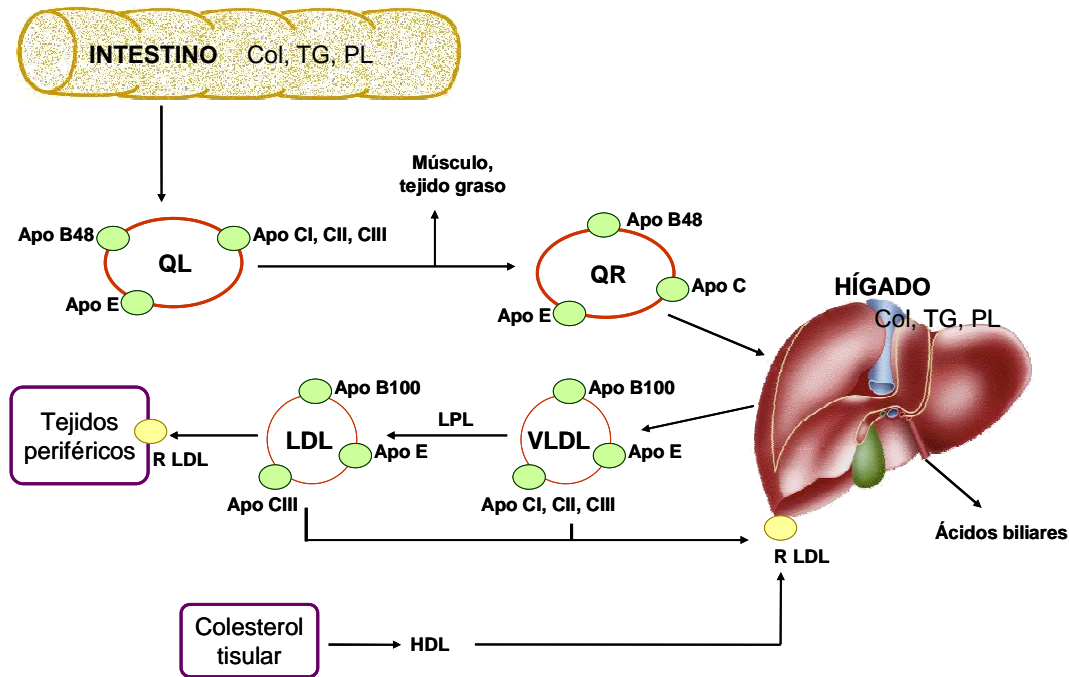 INTESTINO Col, TG, PL
Músculo,
tejido graso
Apo B48
Apo CI, CII, CIII
QL
Apo E
Apo B48
QR
Apo C
Apo E
HÍGADO
Col, TG, PL
Tejidos
periféricos
R LDL
Apo B100
LDL
Apo E
Apo CIII
LPL
Apo B100
VLDL
Apo E
Apo CI, CII, CIII
R LDL
Ácidos biliares
Colesterol
tisular
HDL